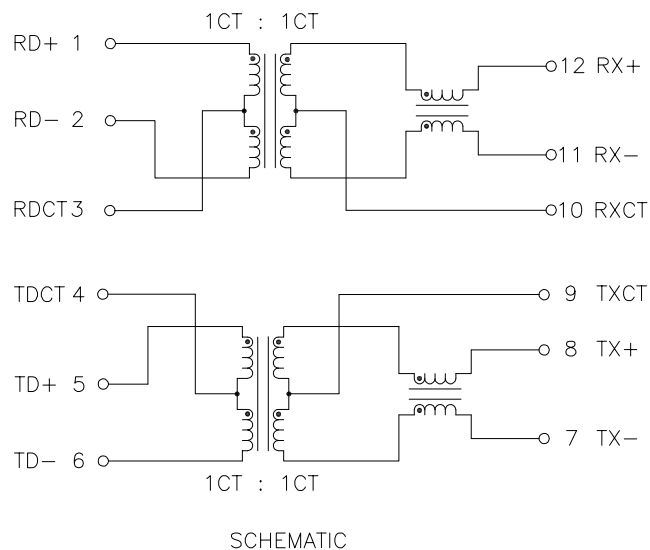 1CT : 1CT
RD+ 1
12 RX+
RD- 2
11 RX-
RDCT3
10 RXCT
TDCT 4
9 TXCT
8 TX+
TD+ 5
7 TX-
TD- 6
1CT : 1CT
SCHEMATIC